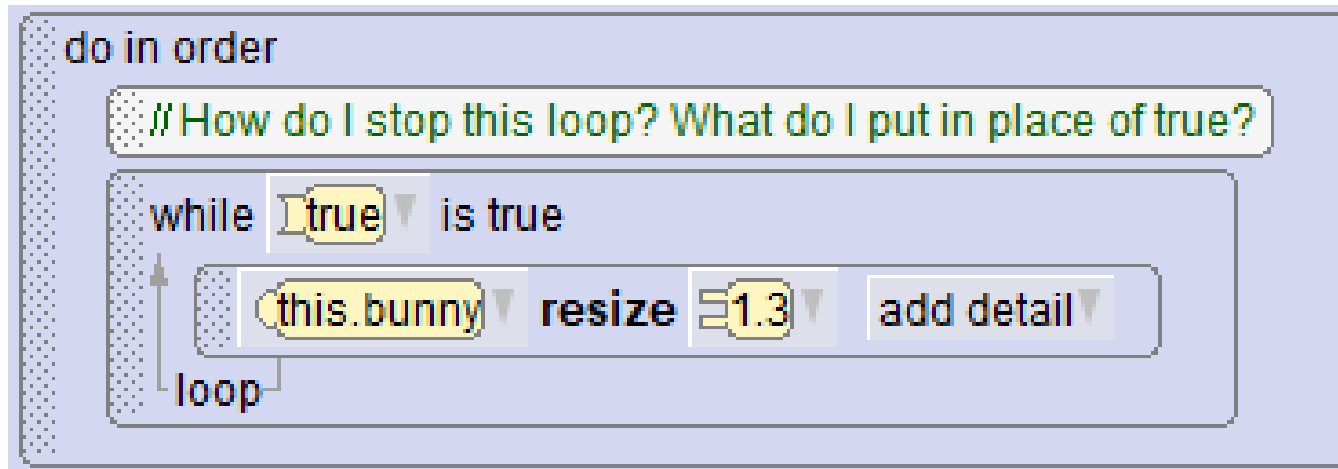 do in order
// How do I stop this loop? What do I put in place of true?
while true is true
this.bunny resize 1.3 add detail
loop